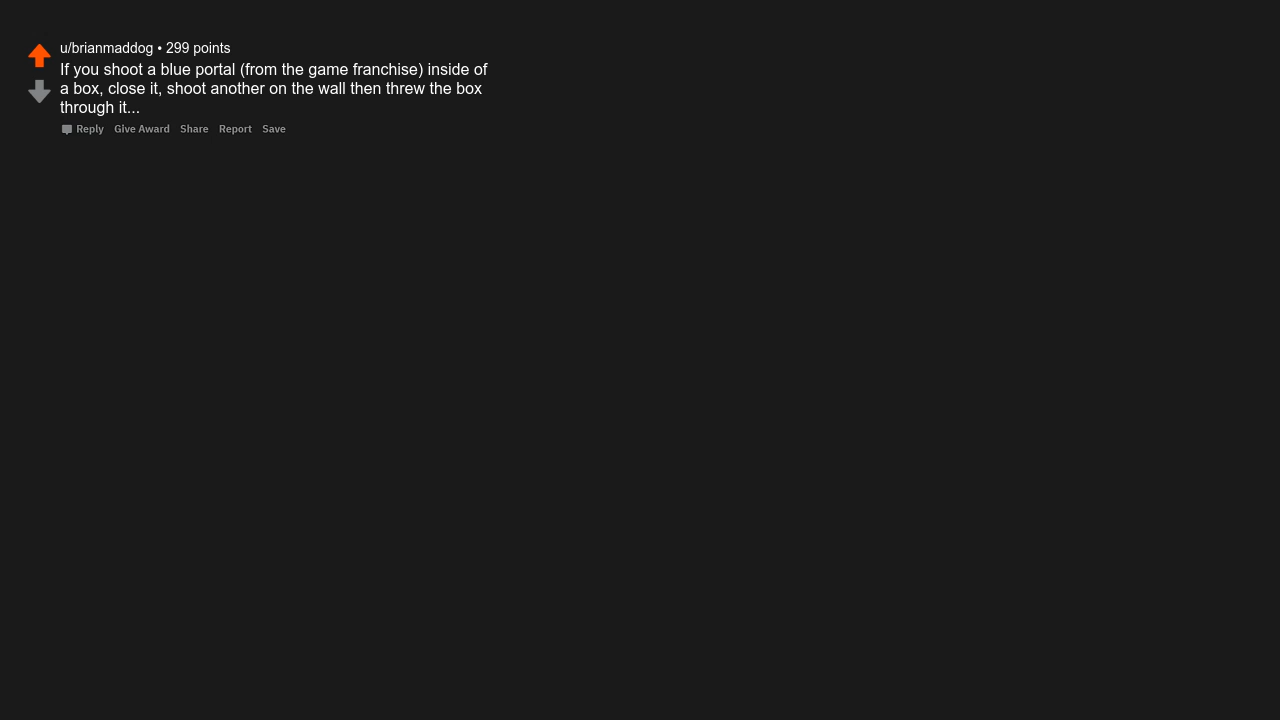 u/brianmaddog • 299 points
If you shoot a blue portal (from the game franchise) inside of
a box, close it, shoot another on the wall then threw the box
through it...
Reply Give Award Share Report Save